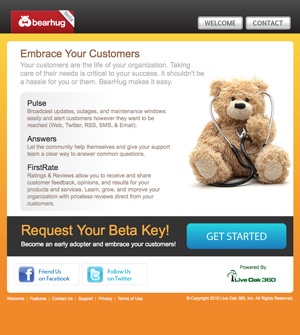 bearhug
WELCOME
CONTACT
Embrace Your Customers
Your customers are the life of your organization. Taking
care of their needs is critical to your success. It shouldn't be
a hassle for you or them. BearHug makes it easy.
Pulse
Broadcast updates, outages, and maintenance windows
easily and alert customers however they want to be
reached (Web, Twitter, RSS, SMS, & Email).
Answers
Let the community help themselves and give your support
team a clear way to answer common questions.
FirstRate
Ratings & Reviews allow you to receive and share
customer feedback, opinions, and results for your
products and services. Learn, grow, and improve your
organization with priceless reviews direct from your
customers.
Request Your Beta Key!
Become an early adopter and embrace your customers!
GET STARTED
Friend Us
on Facebook
Follow Us
on Twitter
Powered By
Live Oak 360
Welcome | Features | Contact Us | Support | Privacy | Terms of Use
© Copyright 2010 Live Oak 360, Inc. All Rights Reserved.